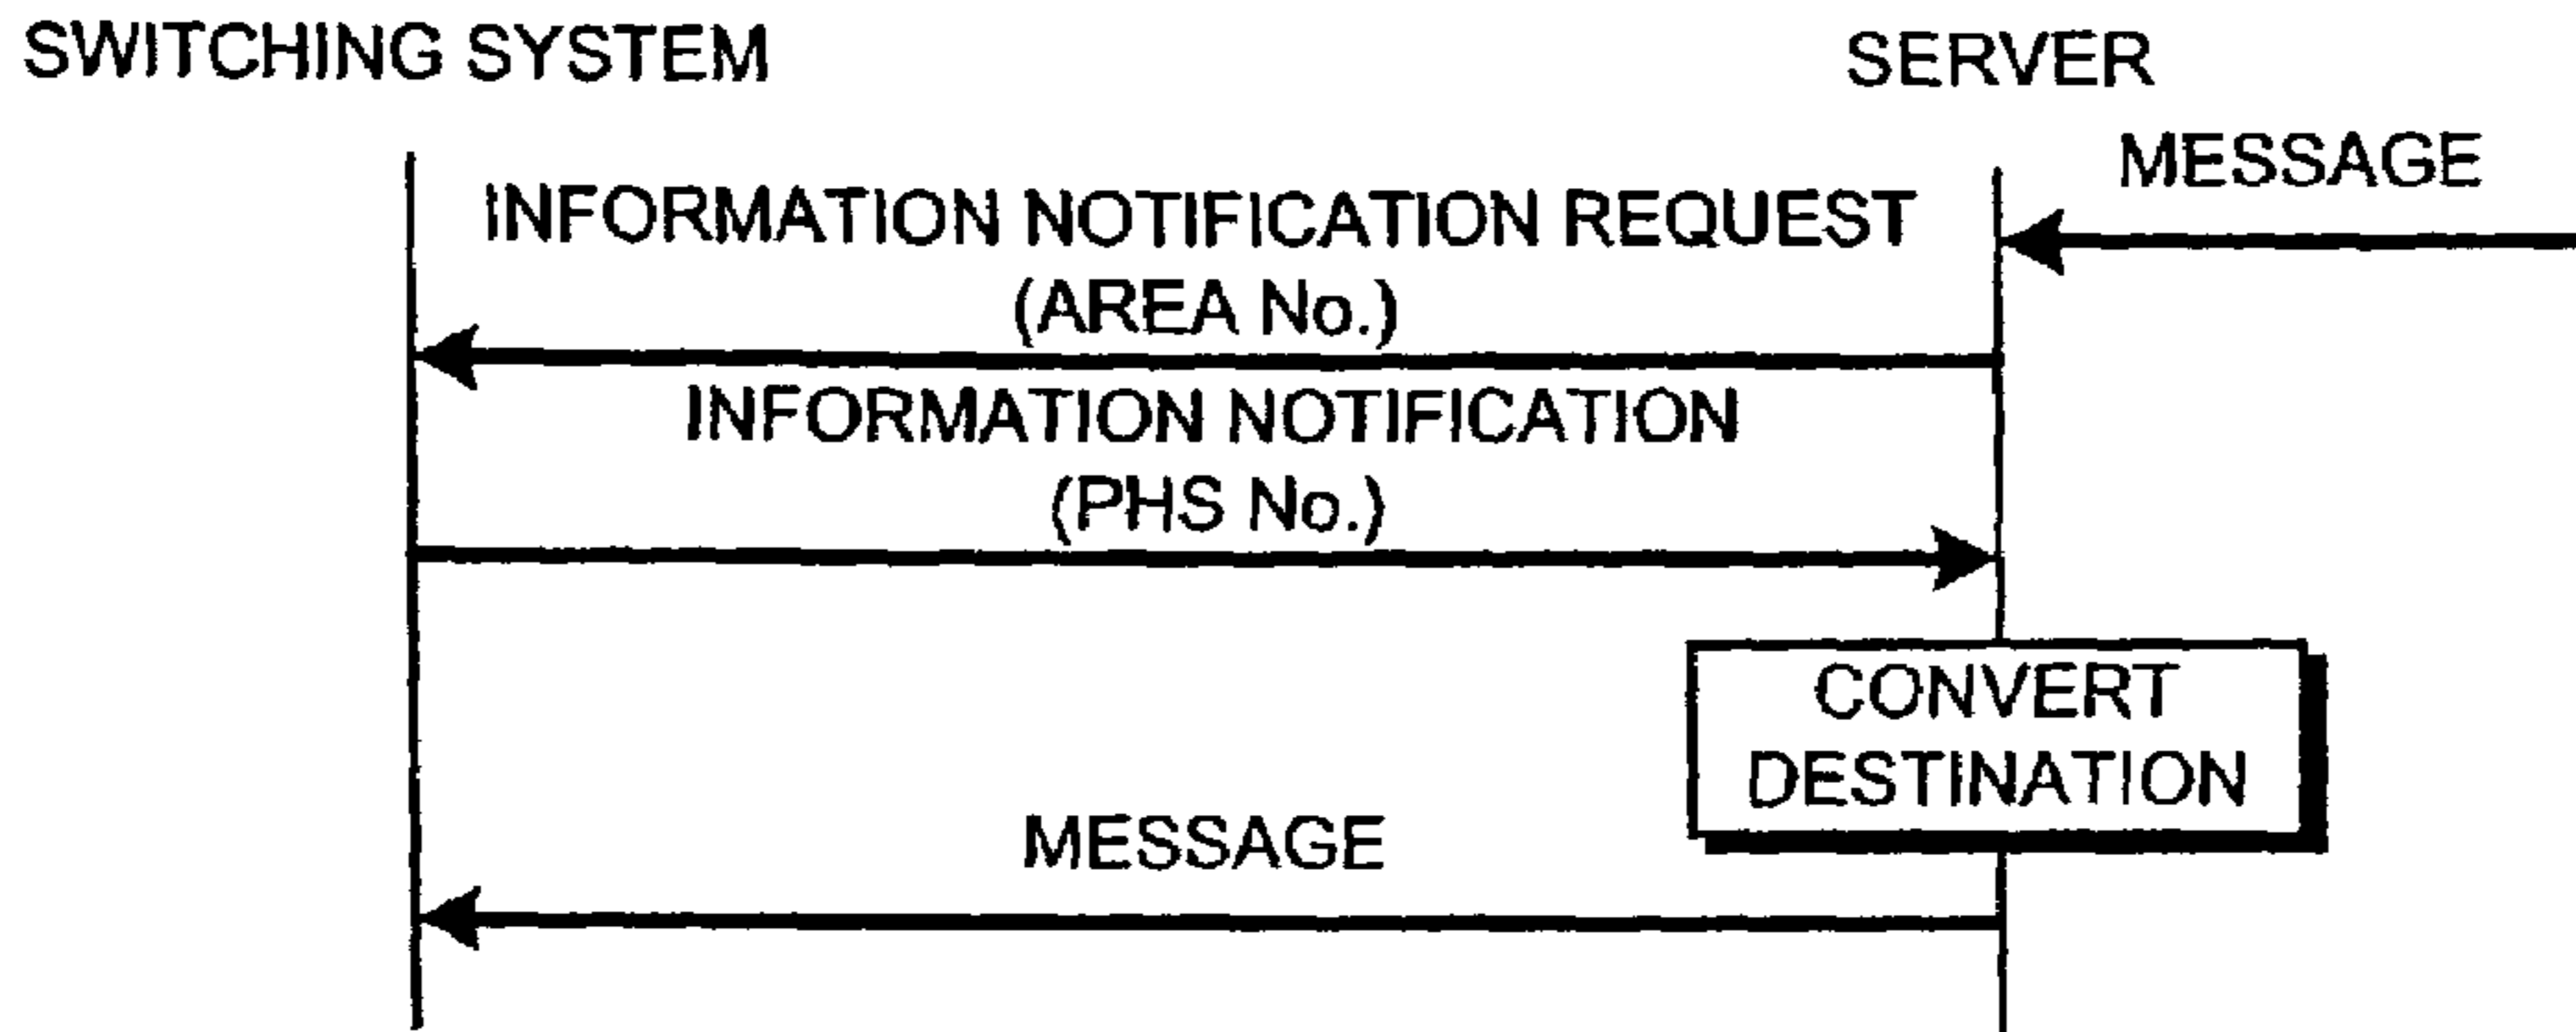 SWITCHING SYSTEM
SERVER
MESSAGE
INFORMATION NOTIFICATION REQUEST
(AREA No.)
INFORMATION NOTIFICATION
(PHS No.)
CONVERT
DESTINATION
MESSAGE